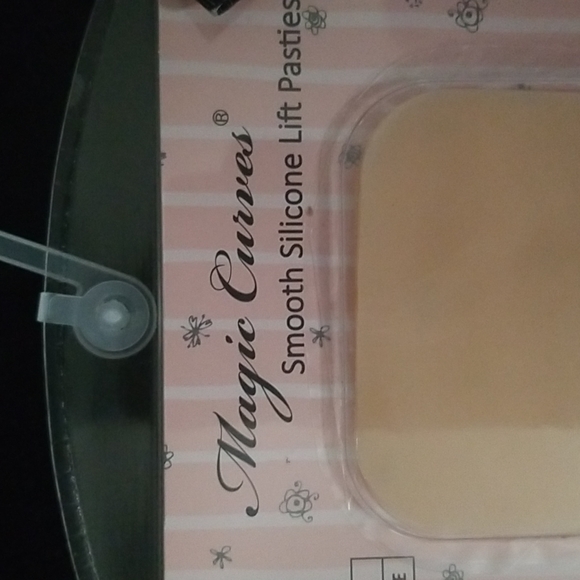 Magic Curves®
Smooth Silicone Lift Pasties